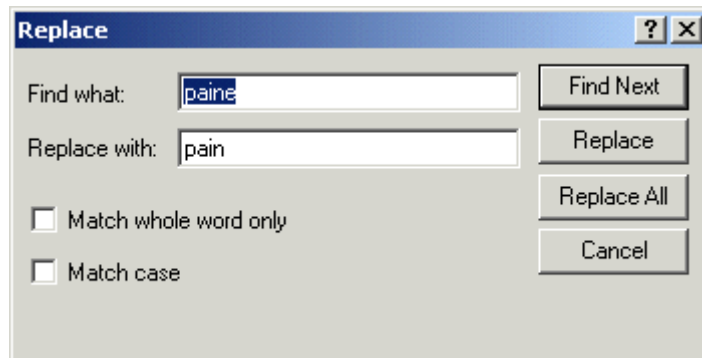 Replace
Find what: paine Find Next
Replace with: pain Replace
Replace All
Match whole word only
Cancel
Match case